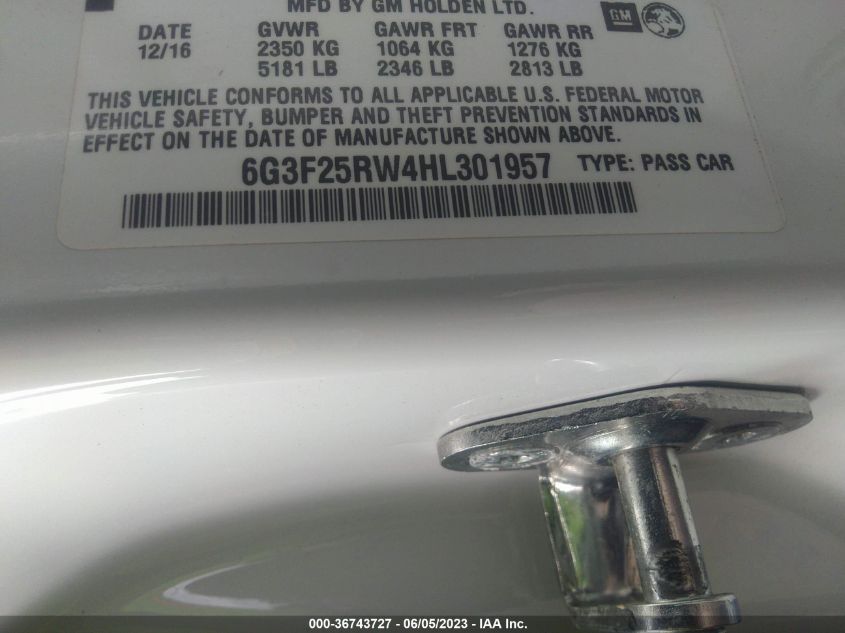 MFD BY GM HOLDEN LTD.
GM
DATE GVWR GAWR FRT GAWR RR
12/16 2350 KG 1064 KG 1276 KG
5181 LB 2346 LB 2813 LB
THIS VEHICLE CONFORMS TO ALL APPLICABLE U.S. FEDERAL MOTOR
VEHICLE SAFETY, BUMPER AND THEFT PREVENTION STANDARDS IN
EFFECT ON THE DATE OF MANUFACTURE SHOWN ABOVE.
6G3F25RW4HL301957 TYPE: PASS CAR
000-36743727 - 06/05/2023 - IAA Inc.